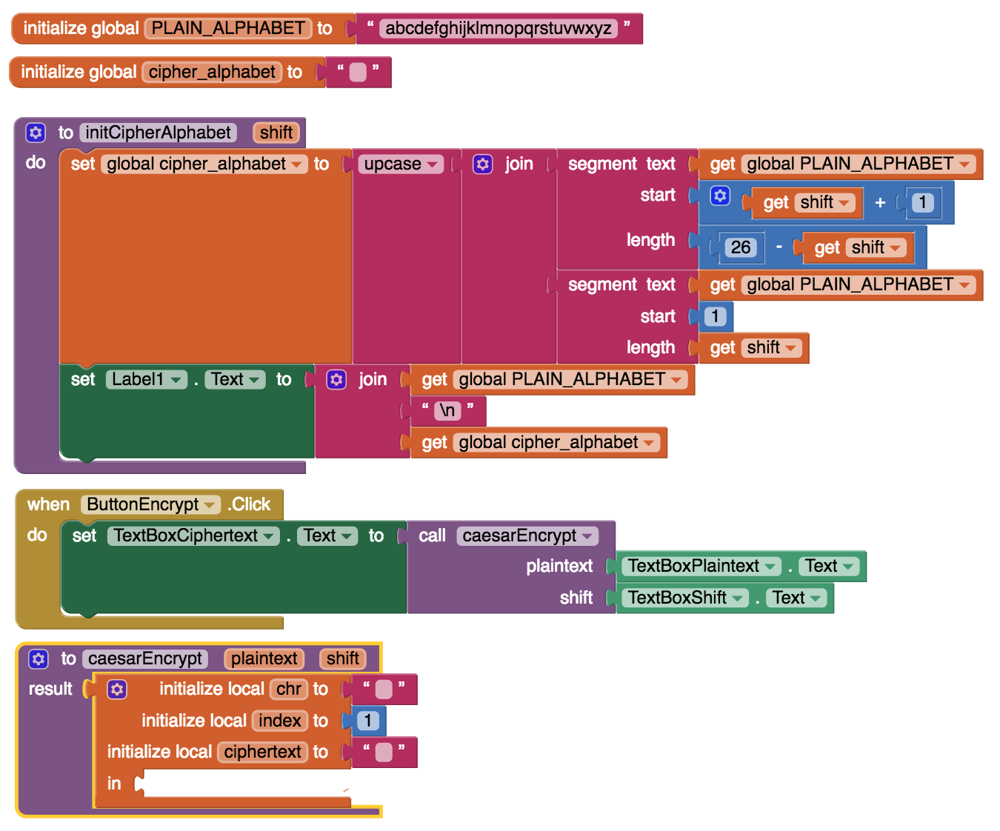 initialize global PLAIN_ALPHABET to “ abcdefghijklmnopqrstuvwxyz ”
initialize global cipher_alphabet to “ ”
to initCipherAlphabet shift
do set global cipher_alphabet to upcase join segment text get global PLAIN_ALPHABET
start get shift + 1
length 26 - get shift
segment text get global PLAIN_ALPHABET
start 1
length get shift
set Label1 . Text to join get global PLAIN_ALPHABET
“ \n ”
get global cipher_alphabet
when ButtonEncrypt .Click
do set TextBoxCiphertext . Text to call caesarEncrypt
plaintext TextBoxPlaintext . Text
shift TextBoxShift . Text
to caesarEncrypt plaintext shift
result initialize local chr to “ ”
initialize local index to 1
initialize local ciphertext to “ ”
in